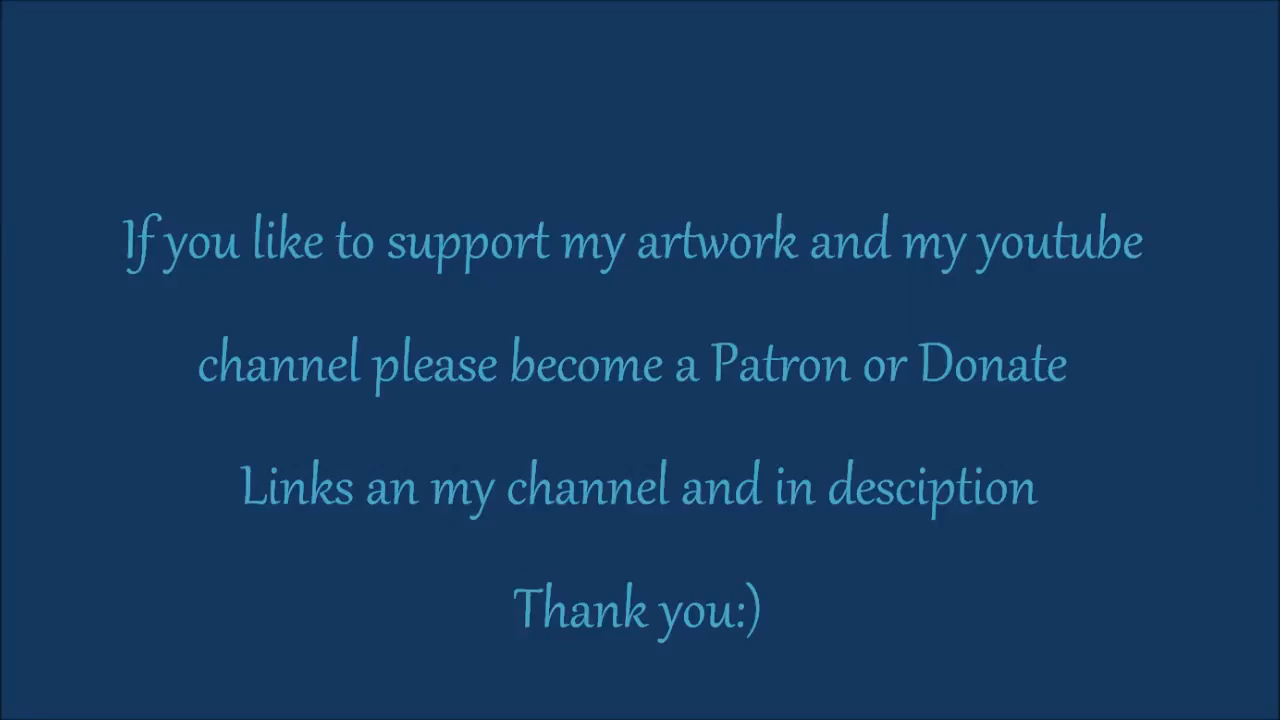 If you like to support my artwork and my youtube
channel please become a Patron or Donate
Links an my channel and in desciption
Thank you:)